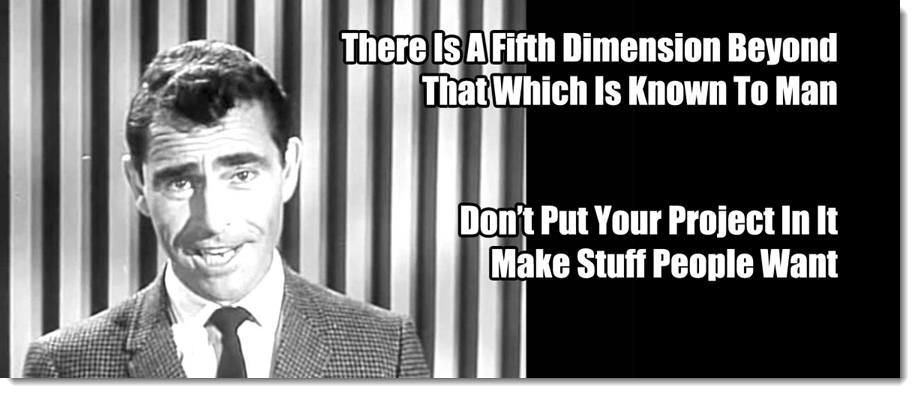 There Is A Fifth Dimension Beyond
That Which Is Known To Man
Don't Put Your Project In It
Make Stuff People Want